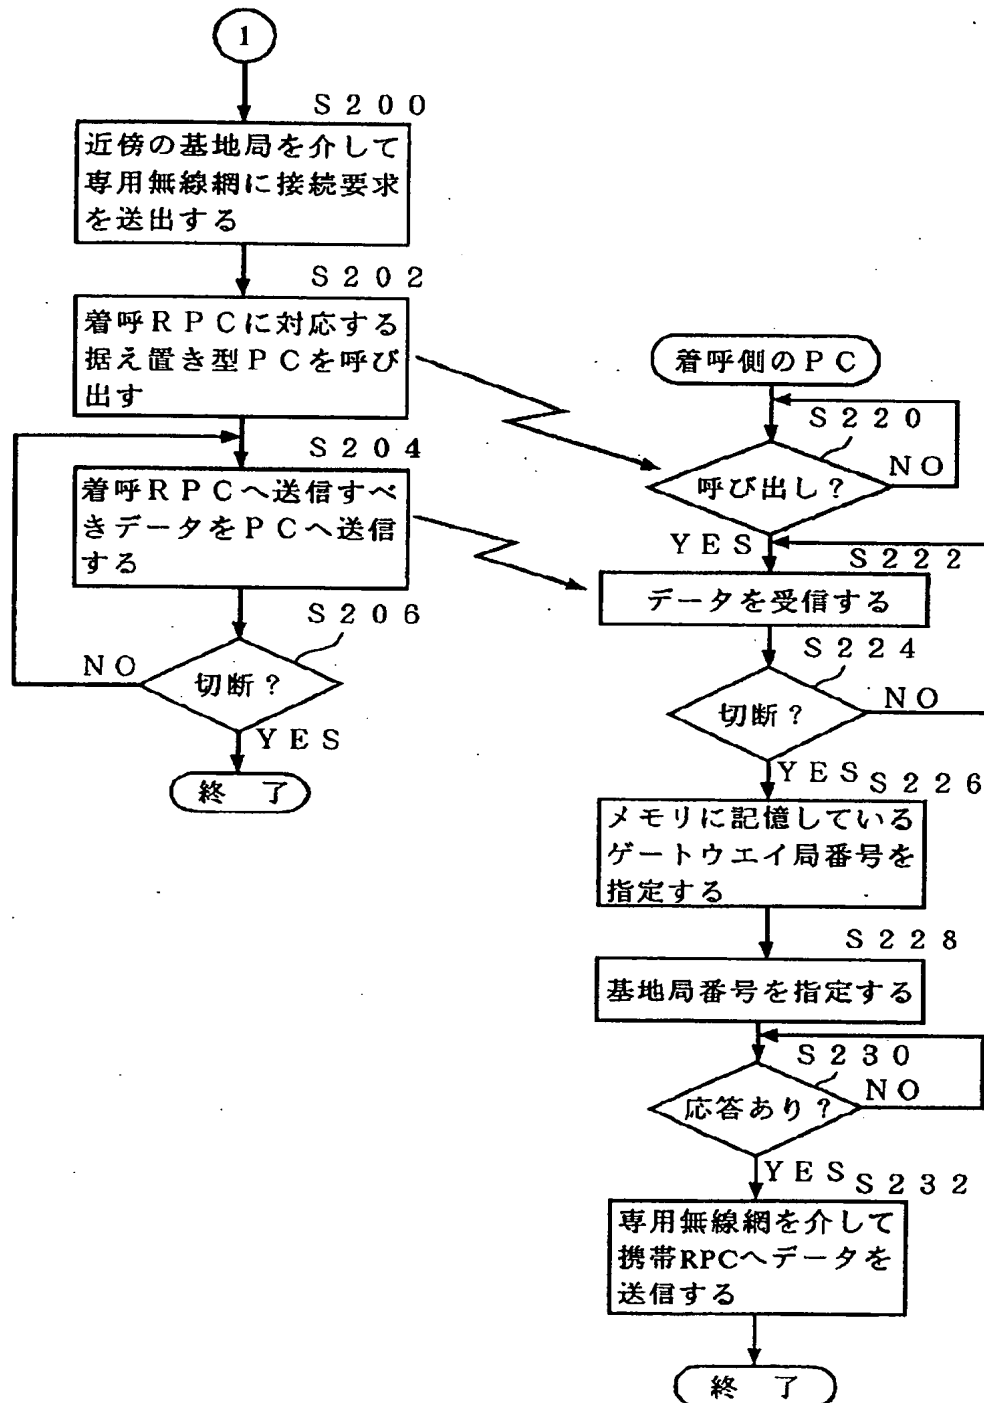 1
S200
近傍の基地局を介して
専用無線網に接続要求
を送出する
S202
着呼RPCに対応する
据え置き型PCを呼び
出す
S204
着呼RPCへ送信すべ
きデータをPCへ送信
する
S206
切断?
NO
YES
終 了
着呼側のPC
S220
呼び出し?
NO
YES
S222
データを受信する
S224
切断?
NO
YES
S226
メモリに記憶している
ゲートウエイ局番号を
指定する
S228
基地局番号を指定する
S230
応答あり?
NO
YES
S232
専用無線網を介して
携帯RPCへデータを
送信する
終 了